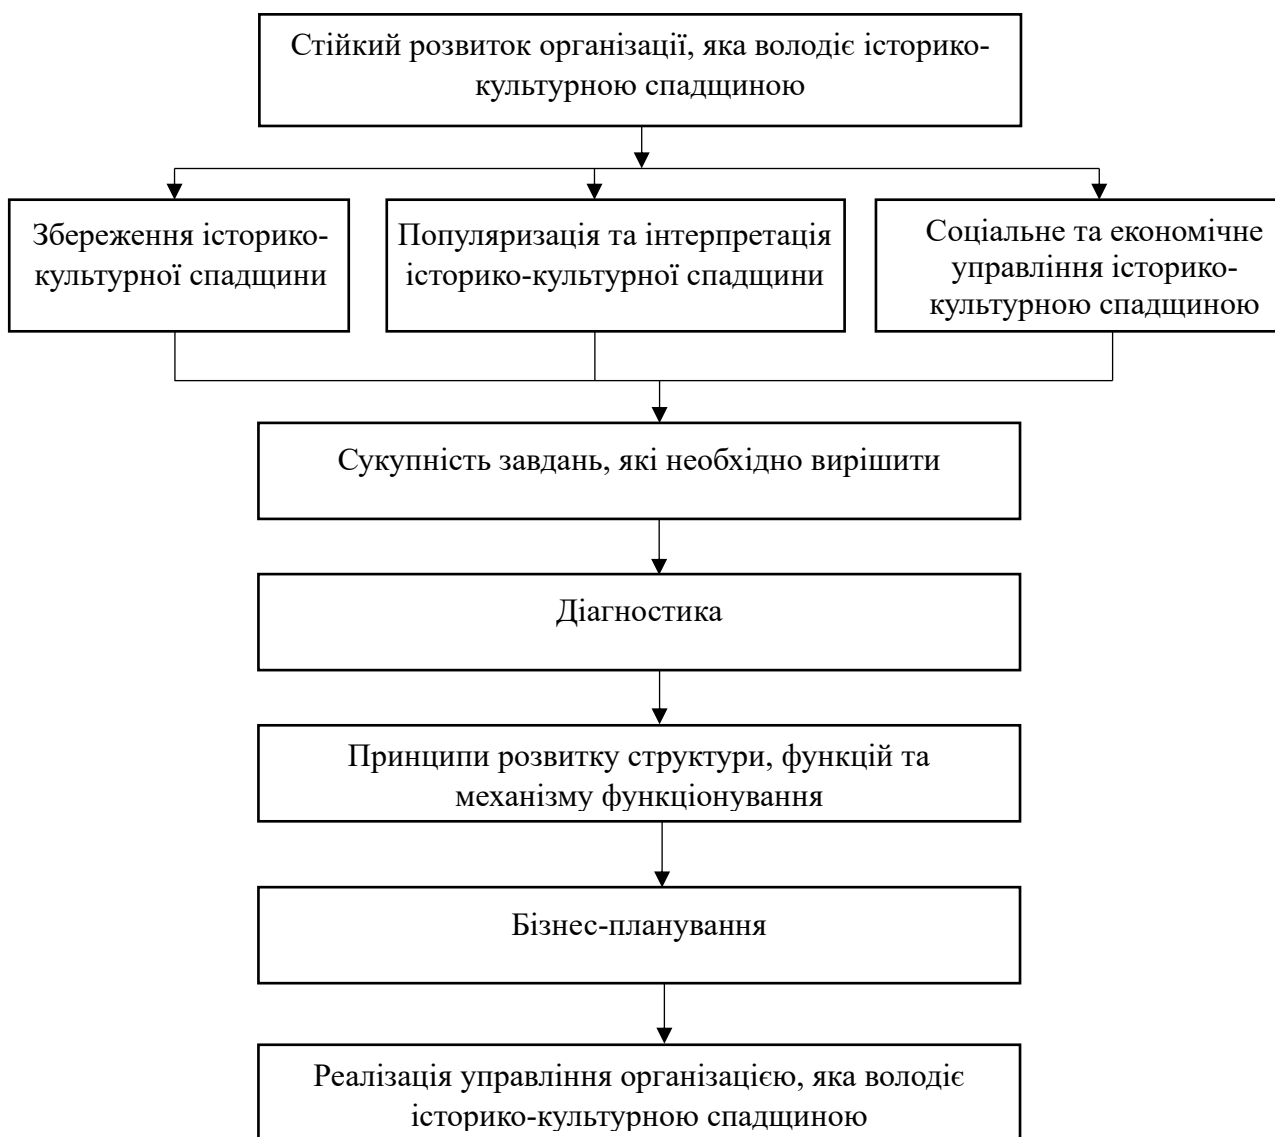 Стійкий розвиток організації, яка володіє історико-
культурною спадщиною
Збереження історико-
культурної спадщини
Популяризація та інтерпретація
історико-культурної спадщини
Соціальне та економічне
управління історико-
культурною спадщиною
Сукупність завдань, які необхідно вирішити
Діагностика
Принципи розвитку структури, функцій та
механізму функціонування
Бізнес-планування
Реалізація управління організацією, яка володіє
історико-культурною спадщиною